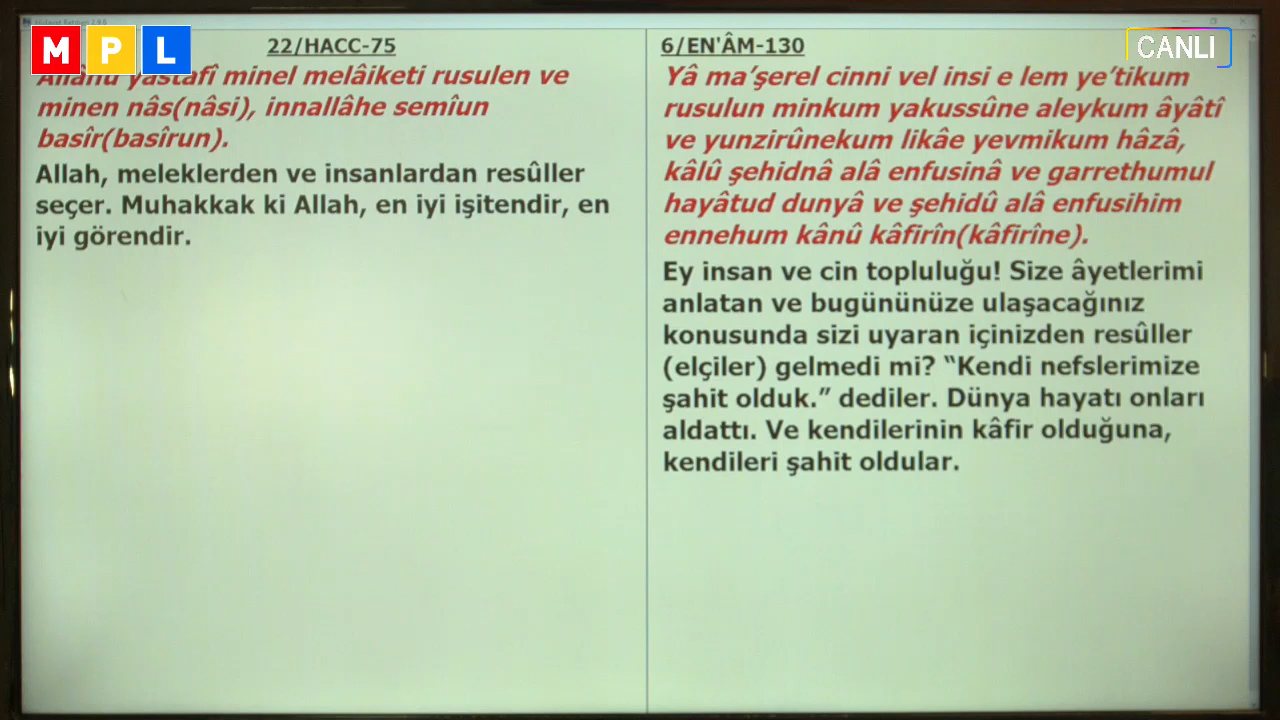 MPL
CANLI
22/HACC-75
Allâhu yastafî minel melâiketi rusulen ve
minen nâs(nâsi), innallâhe semîun
basîr(basîrun).
Allah, meleklerden ve insanlardan resûller
seçer. Muhakkak ki Allah, en iyi işitendir, en
iyi görendir.
6/EN'ÂM-130
Yâ ma’şerel cinni vel insi e lem ye’tikum
rusulun minkum yakussûne aleykum âyâtî
ve yunzirûnekum likâe yevmikum hâzâ,
kâlû şehidnâ alâ enfusinâ ve garrethumul
hayâtud dunyâ ve şehidû alâ enfusihim
ennehum kânû kâfirîn(kâfirîne).
Ey insan ve cin topluluğu! Size âyetlerimi
anlatan ve bugününüze ulaşacağınız
konusunda sizi uyaran içinizden resûller
(elçiler) gelmedi mi? “Kendi nefslerimize
şahit olduk.” dediler. Dünya hayatı onları
aldattı. Ve kendilerinin kâfir olduğuna,
kendileri şahit oldular.